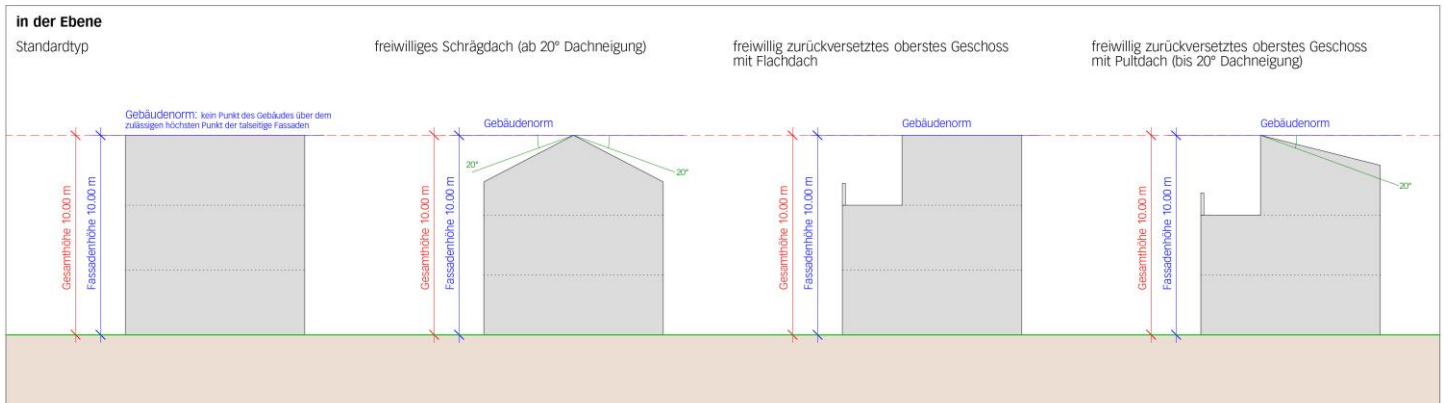 in der Ebene
Standardtyp
freiwilliges Schrägdach (ab 20° Dachneigung)
freiwillig zurückversetztes oberstes Geschoss
mit Flachdach
freiwillig zurückversetztes oberstes Geschoss
mit Pultdach (bis 20° Dachneigung)
Gebäudenorm: kein Punkt des Gebäudes über dem
zulässigen höchsten Punkt der talseitige Fassaden
Gesamthöhe 10.00 m
Fassadenhöhe 10.00 m
Gebäudenorm
20°
20°
Gesamthöhe 10.00 m
Fassadenhöhe 10.00 m
Gebäudenorm
Gesamthöhe 10.00 m
Fassadenhöhe 10.00 m
Gebäudenorm
20°
Gesamthöhe 10.00 m
Fassadenhöhe 10.00 m